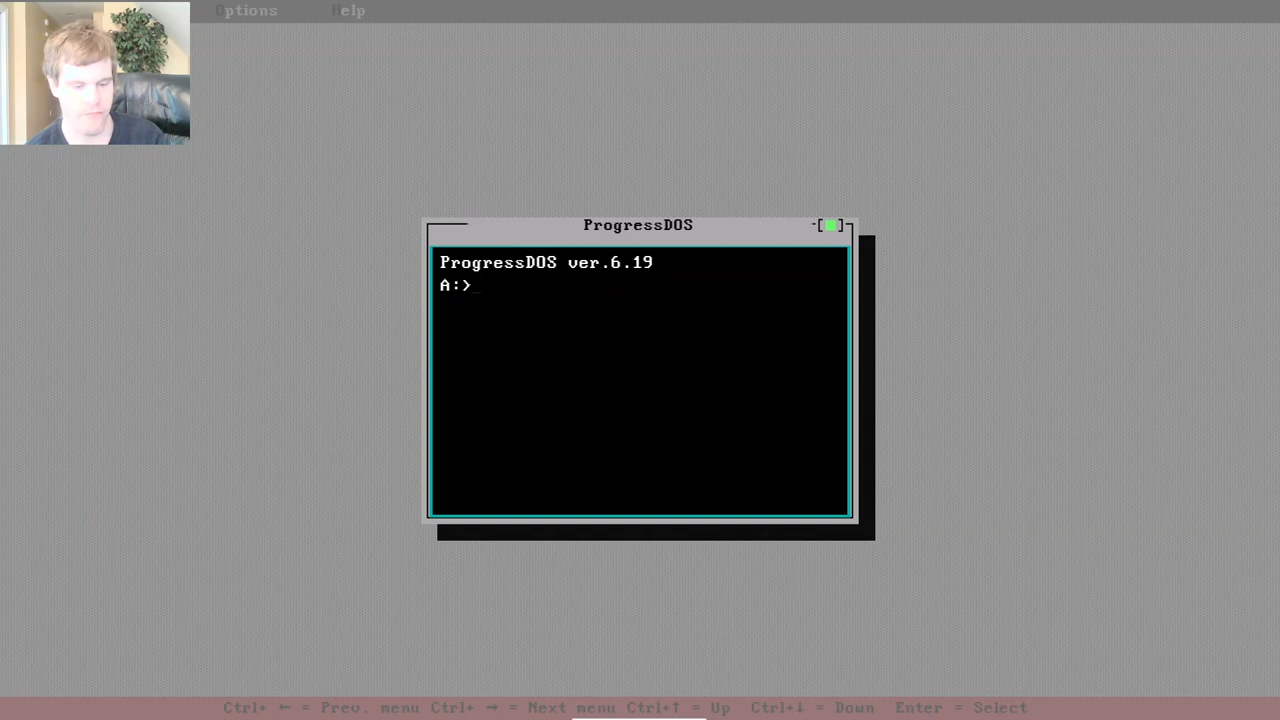 Options Help
ProgressDOS
ProgressDOS ver.6.19
A:>_
Ctrl+ ← = Prev. menu Ctrl+ → = Next menu Ctrl+↑ = Up Ctrl+↓ = Down Enter = Select